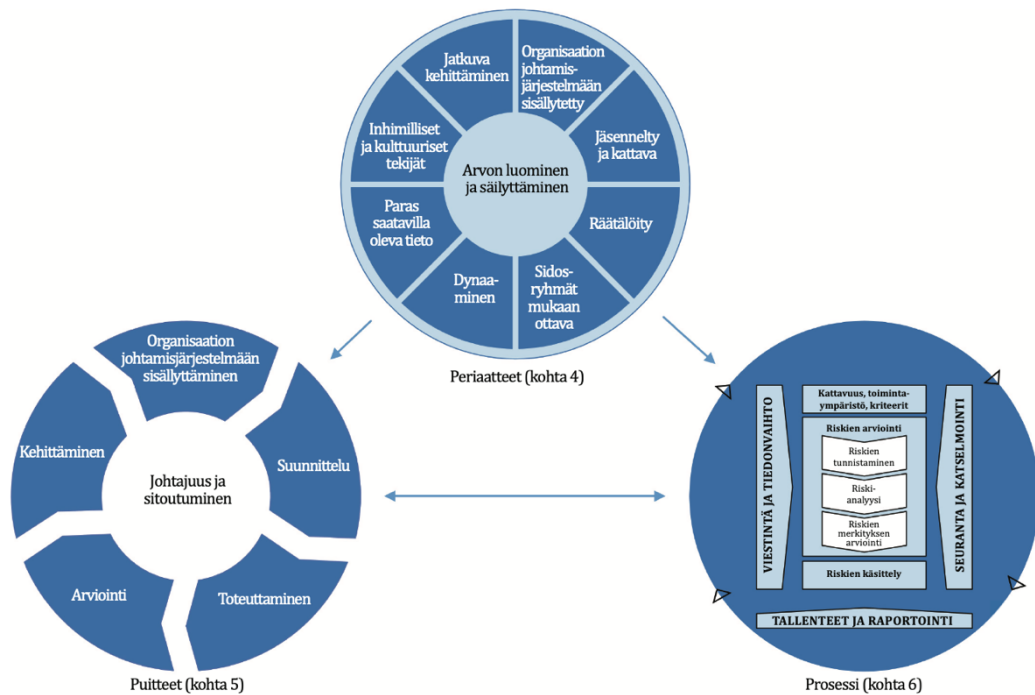 Jatkuva
kehittäminen
Organisaation
johtamis-
järjestelmään
sisällytetty
Inhimilliset
ja kulttuuriset
tekijät
Jäsennelty
ja kattava
Arvon luominen
ja säilyttäminen
Paras
saatavilla
oleva tieto
Räätälöity
Dynaa-
minen
Sidos-
ryhmät
mukaan
ottava
Periaatteet (kohta 4)
Organisaation
johtamisjärjestelmään
sisällyttäminen
Kehittäminen
Suunnittelu
Johtajuus ja
sitoutuminen
Arviointi
Toteuttaminen
Puitteet (kohta 5)
VIESTINTÄ JA TIEDONVAIHTO
Kattavuus, toiminta-
ympäristö, kriteerit
Riskien arviointi
Riskien
tunnistaminen
Riski-
analyysi
Riskien
merkityksen
arviointi
Riskien käsittely
SEURANTA JA KATSELMOINTI
TALLENTEET JA RAPORTOINTI
Prosessi (kohta 6)